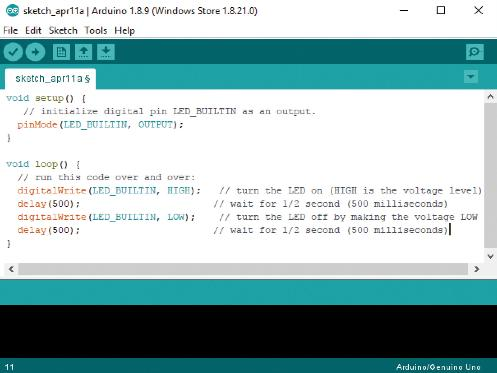 sketch_apr11a | Arduino 1.8.9 (Windows Store 1.8.21.0)
File Edit Sketch Tools Help
sketch_apr11a §
void setup() {
// initialize digital pin LED_BUILTIN as an output.
pinMode(LED_BUILTIN, OUTPUT);
}
void loop() {
// run this code over and over:
digitalWrite(LED_BUILTIN, HIGH); // turn the LED on (HIGH is the voltage level)
delay(500); // wait for 1/2 second (500 milliseconds)
digitalWrite(LED_BUILTIN, LOW); // turn the LED off by making the voltage LOW
delay(500); // wait for 1/2 second (500 milliseconds)
}
11 Arduino/Genuino Uno